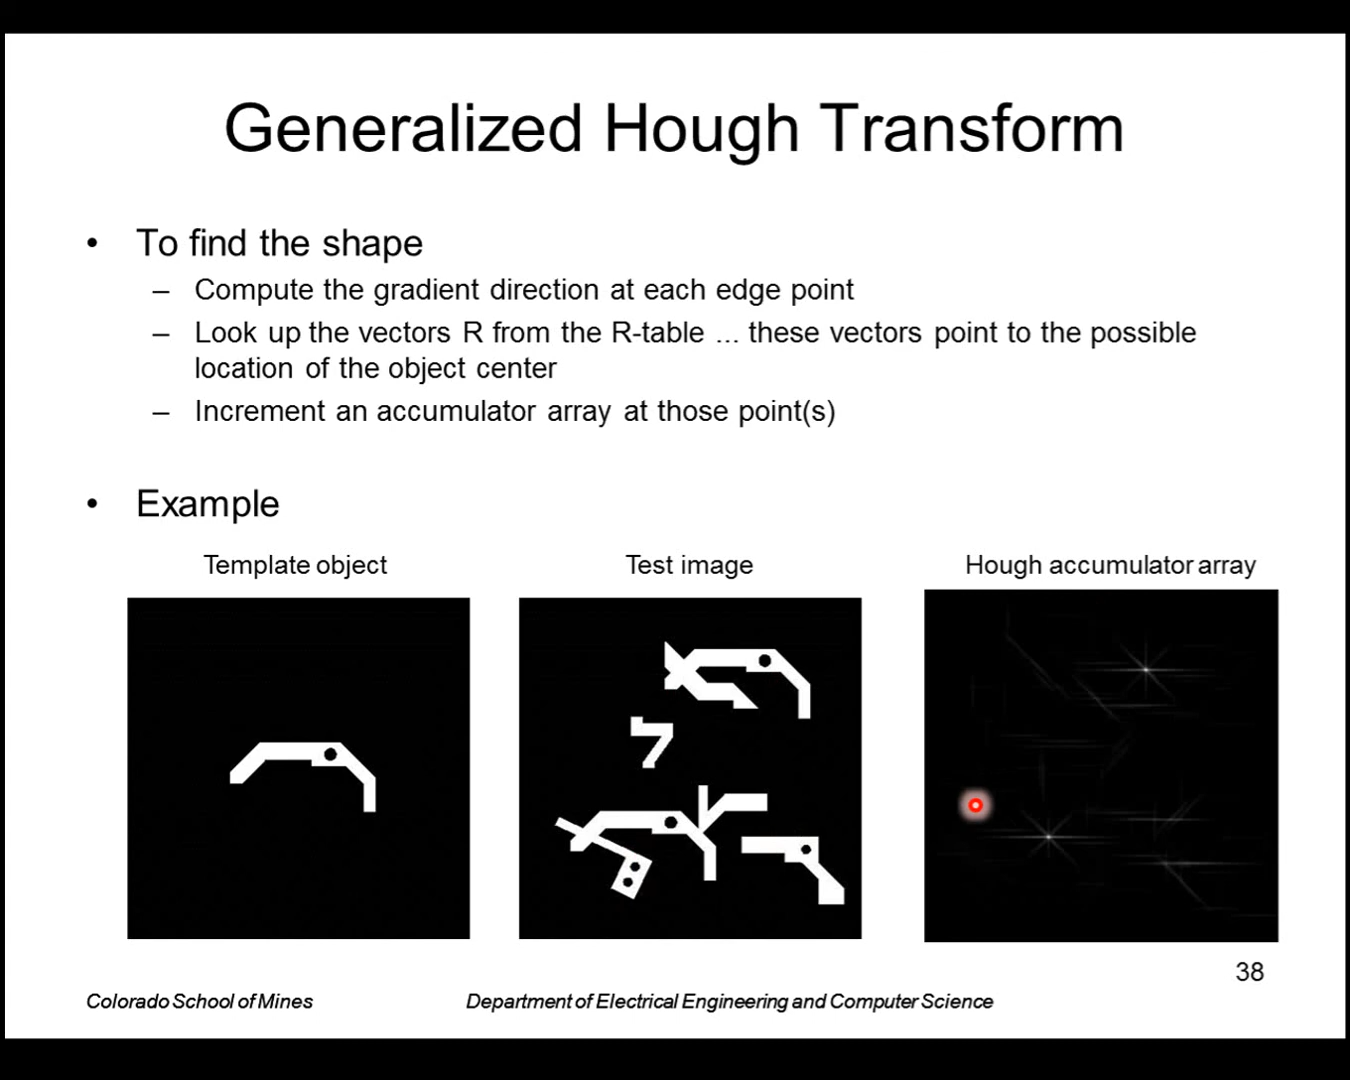 Generalized Hough Transform
• To find the shape
– Compute the gradient direction at each edge point
– Look up the vectors R from the R-table ... these vectors point to the possible
location of the object center
– Increment an accumulator array at those point(s)
• Example
Template object
Test image
Hough accumulator array
38
Colorado School of Mines
Department of Electrical Engineering and Computer Science